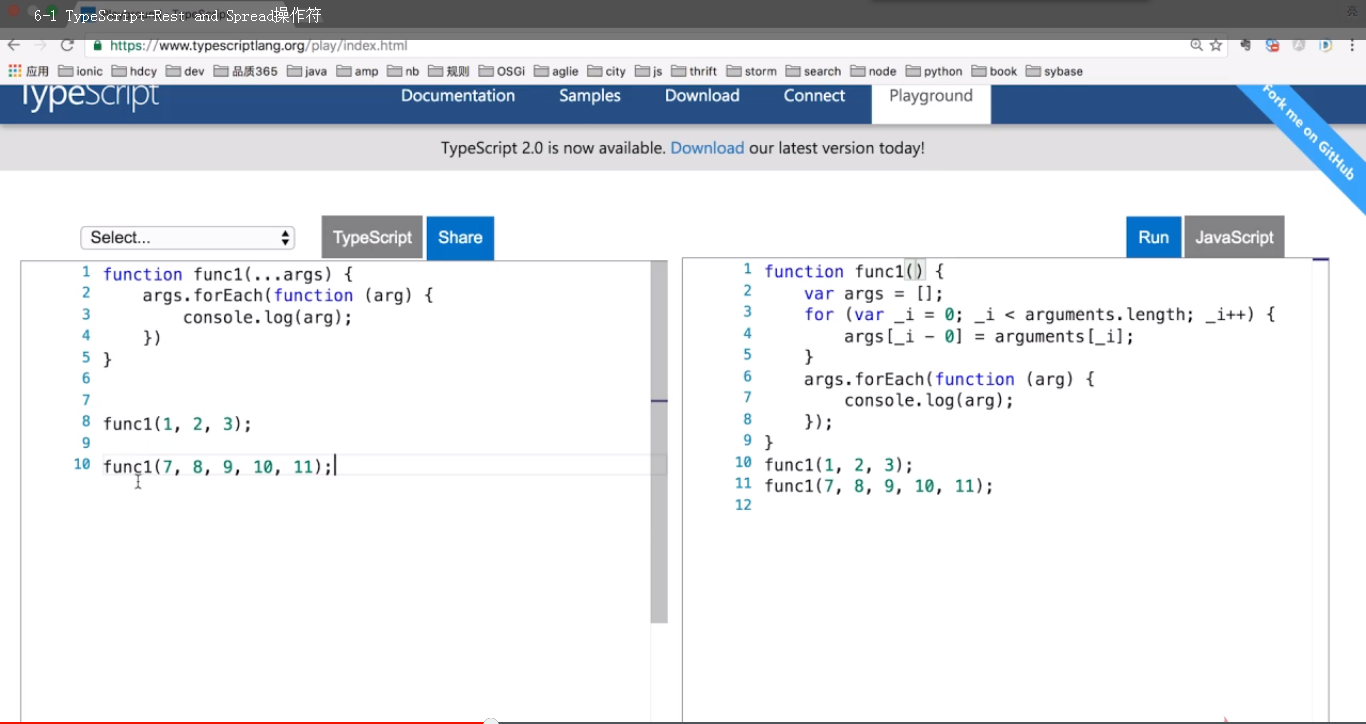 6-1 TypeScript-Rest and Spread操作符
https://www.typescriptlang.org/play/index.html
应用 ionic hdcy dev 品质365 java amp nb 规则 OSGi aglie city js thrift storm search node python book sybase
TypeScript Documentation Samples Download Connect Playground
Fork me on GitHub
TypeScript 2.0 is now available. Download our latest version today!
Select... TypeScript Share Run JavaScript
1 function func1(...args) {
2 args.forEach(function (arg) {
3 console.log(arg);
4 })
5 }
6
7
8 func1(1, 2, 3);
9
10 func1(7, 8, 9, 10, 11);
1 function func1() {
2 var args = [];
3 for (var _i = 0; _i < arguments.length; _i++) {
4 args[_i - 0] = arguments[_i];
5 }
6 args.forEach(function (arg) {
7 console.log(arg);
8 });
9 }
10 func1(1, 2, 3);
11 func1(7, 8, 9, 10, 11);
12